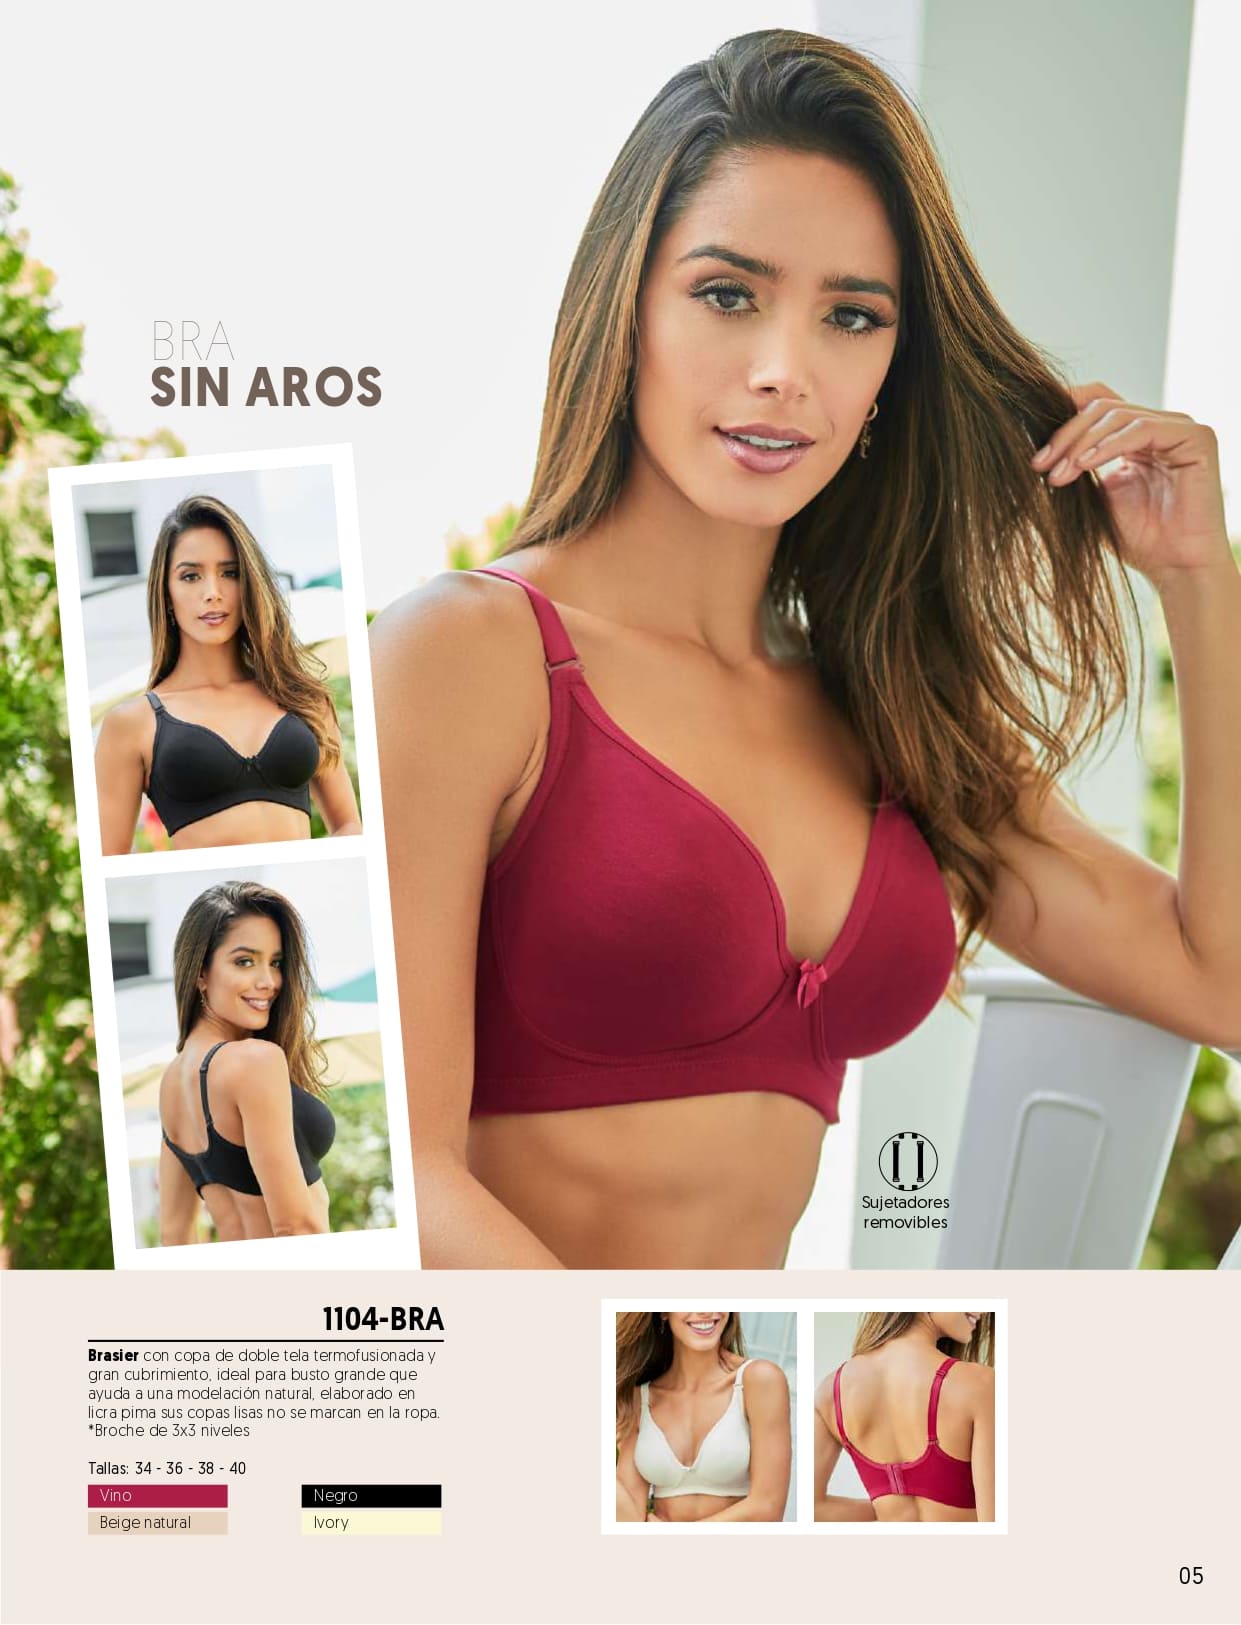 BRA
SIN AROS
Sujetadores
removibles
1104-BRA
Brasier con copa de doble tela termofusionada y
gran cubrimiento, ideal para busto grande que
ayuda a una modelación natural, elaborado en
licra pima sus copas lisas no se marcan en la ropa.
*Broche de 3x3 niveles
Tallas: 34 - 36 - 38 - 40
Vino
Negro
Beige natural
Ivory
05